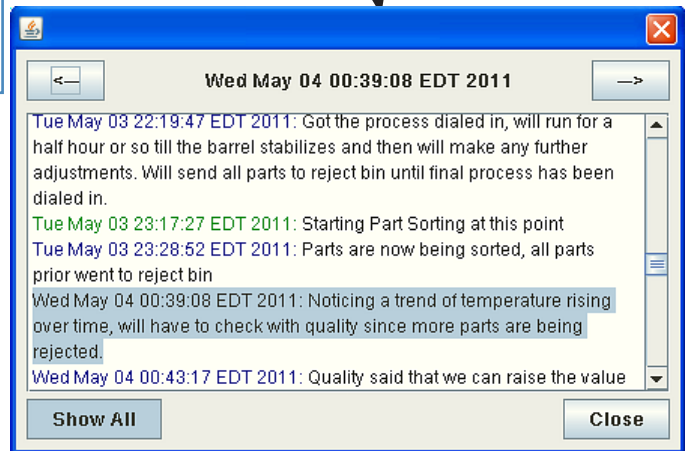 <— Wed May 04 00:39:08 EDT 2011 —>
Tue May 03 22:19:47 EDT 2011: Got the process dialed in, will run for a
half hour or so till the barrel stabilizes and then will make any further
adjustments. Will send all parts to reject bin until final process has been
dialed in.
Tue May 03 23:17:27 EDT 2011: Starting Part Sorting at this point
Tue May 03 23:28:52 EDT 2011: Parts are now being sorted, all parts
prior went to reject bin
Wed May 04 00:39:08 EDT 2011: Noticing a trend of temperature rising
over time, will have to check with quality since more parts are being
rejected.
Wed May 04 00:43:17 EDT 2011: Quality said that we can raise the value
Show All Close